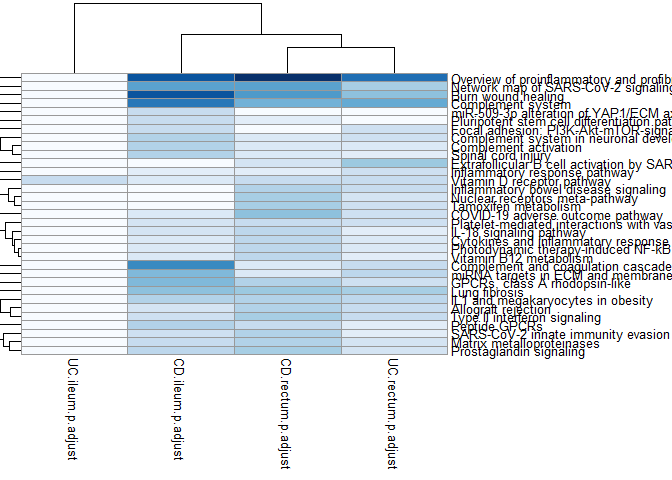 Overview of proinflammatory and profib
Network map of SARS-CoV-2 signaling
Burn wound healing
Complement system
miR-509-3p alteration of YAP1/ECM ax
Pluripotent stem cell differentiation pat
Focal adhesion: PI3K-Akt-mTOR-signa
Complement system in neuronal devel
Complement activation
Spinal cord injury
Extrafollicular B cell activation by SAR
Inflammatory response pathway
Vitamin D receptor pathway
Inflammatory bowel disease signaling
Nuclear receptors meta-pathway
Tamoxifen metabolism
COVID-19 adverse outcome pathway
Platelet-mediated interactions with vas
IL-18 signaling pathway
Cytokines and inflammatory response
Photodynamic therapy-induced NF-kB
Vitamin B12 metabolism
Complement and coagulation cascade
miRNA targets in ECM and membrane
GPCRs, class A rhodopsin-like
Lung fibrosis
IL1 and megakaryocytes in obesity
Allograft rejection
Type II interferon signaling
Peptide GPCRs
SARS-CoV-2 innate immunity evasion
Matrix metalloproteinases
Prostaglandin signaling
UC.ileum.p.adjust
CD.ileum.p.adjust
CD.rectum.p.adjust
UC.rectum.p.adjust